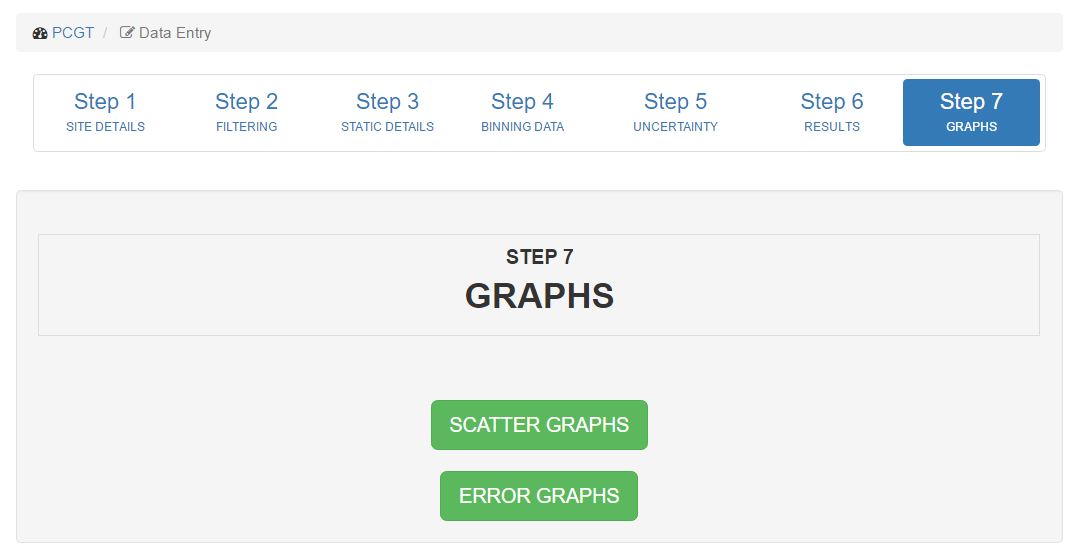 PCGT / Data Entry
Step 1 Step 2 Step 3 Step 4 Step 5 Step 6 Step 7
SITE DETAILS FILTERING STATIC DETAILS BINNING DATA UNCERTAINTY RESULTS GRAPHS
STEP 7
GRAPHS
SCATTER GRAPHS
ERROR GRAPHS